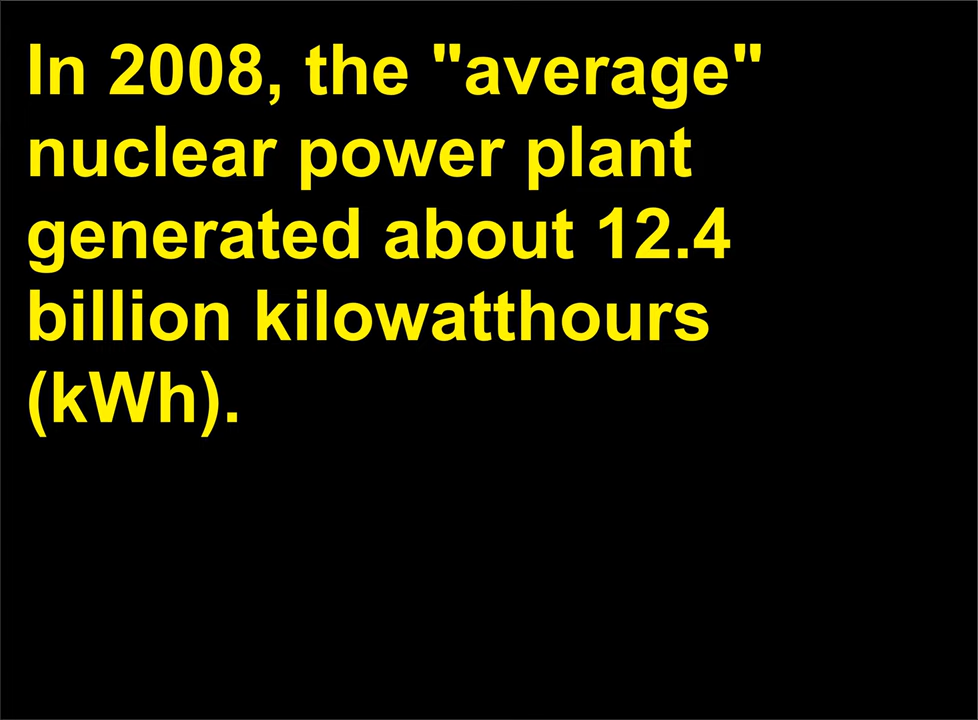 In 2008, the "average"
nuclear power plant
generated about 12.4
billion kilowatthours
(kWh).